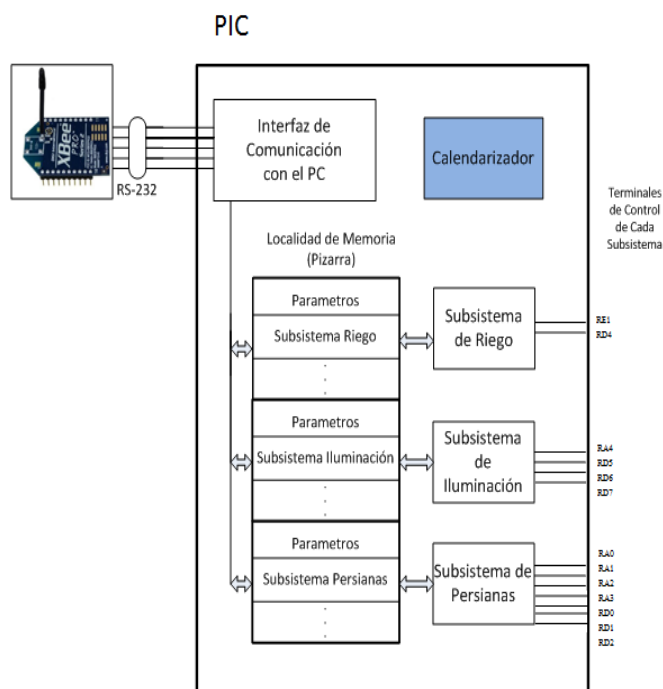 PIC
XBee
PRO
RS-232
Interfaz de
Comunicación
con el PC
Calendarizador
Terminales
de Control
de Cada
Subsistema
Localidad de Memoria
(Pizarra)
Parametros
Subsistema Riego
.
.
.
Subsistema
de Riego
RE1
RD4
Parametros
Subsistema Iluminación
.
.
.
Subsistema
de
Iluminación
RA4
RD5
RD6
RD7
Parametros
Subsistema Persianas
.
.
.
Subsistema de
Persianas
RA0
RA1
RA2
RA3
RD0
RD1
RD2